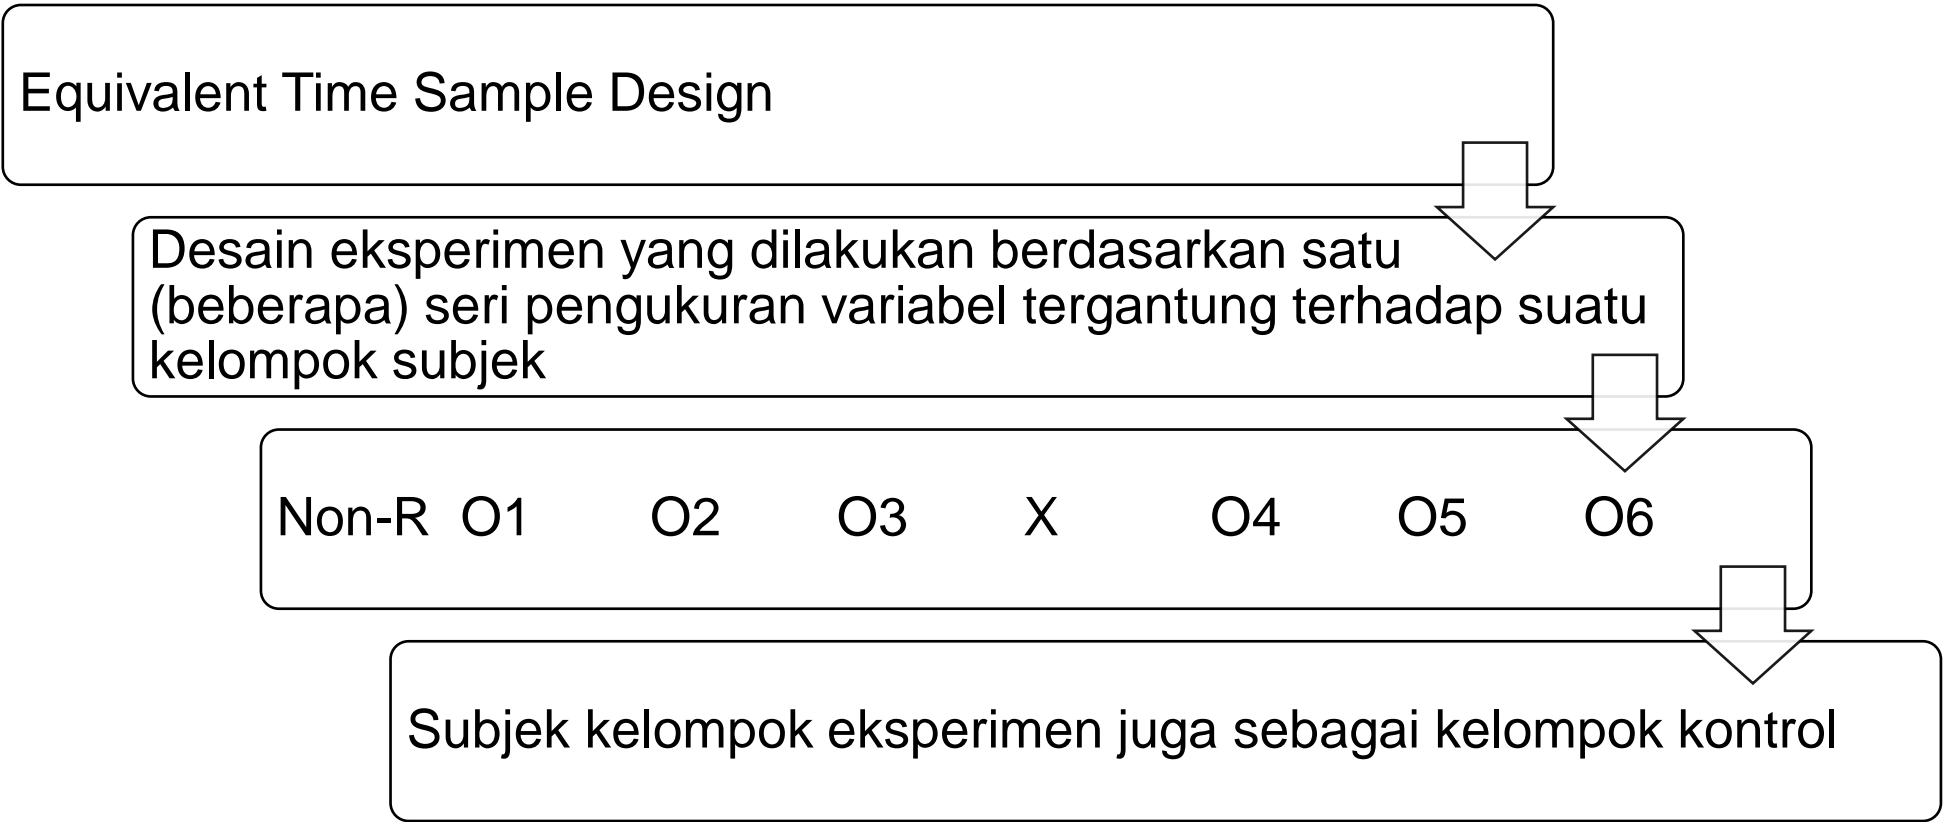 Equivalent Time Sample Design
Desain eksperimen yang dilakukan berdasarkan satu
(beberapa) seri pengukuran variabel tergantung terhadap suatu
kelompok subjek
Non-R O1 O2 O3 X O4 O5 O6
Subjek kelompok eksperimen juga sebagai kelompok kontrol